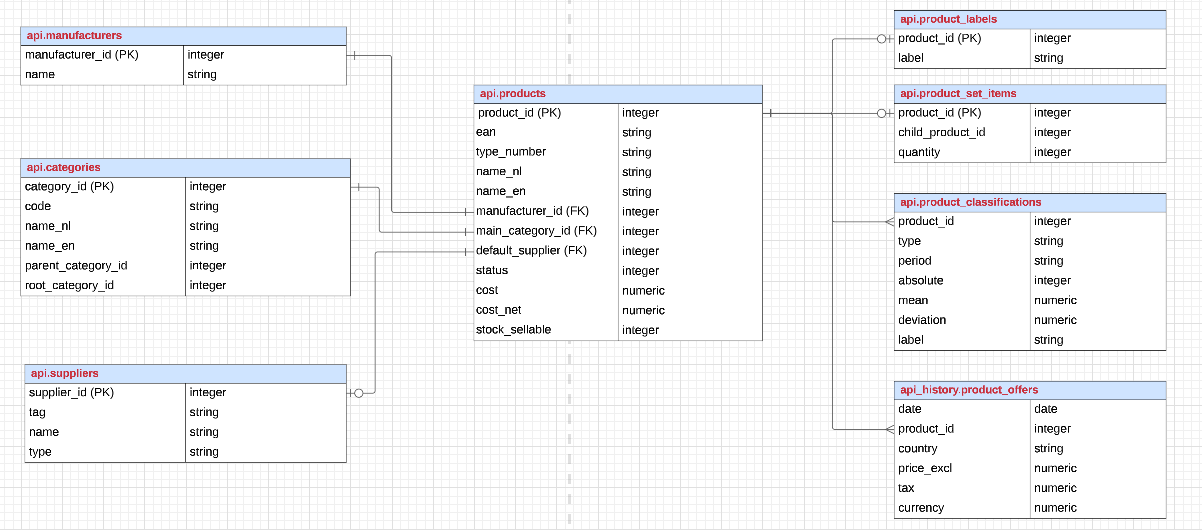 api.manufacturers
manufacturer_id (PK) integer
name string
api.categories
category_id (PK) integer
code string
name_nl string
name_en string
parent_category_id integer
root_category_id integer
api.suppliers
supplier_id (PK) integer
tag string
name string
type string
api.products
product_id (PK) integer
ean string
type_number string
name_nl string
name_en string
manufacturer_id (FK) integer
main_category_id (FK) integer
default_supplier (FK) integer
status integer
cost numeric
cost_net numeric
stock_sellable integer
api.product_labels
product_id (PK) integer
label string
api.product_set_items
product_id (PK) integer
child_product_id integer
quantity integer
api.product_classifications
product_id integer
type string
period string
absolute integer
mean numeric
deviation numeric
label string
api_history.product_offers
date date
product_id integer
country string
price_excl numeric
tax numeric
currency numeric